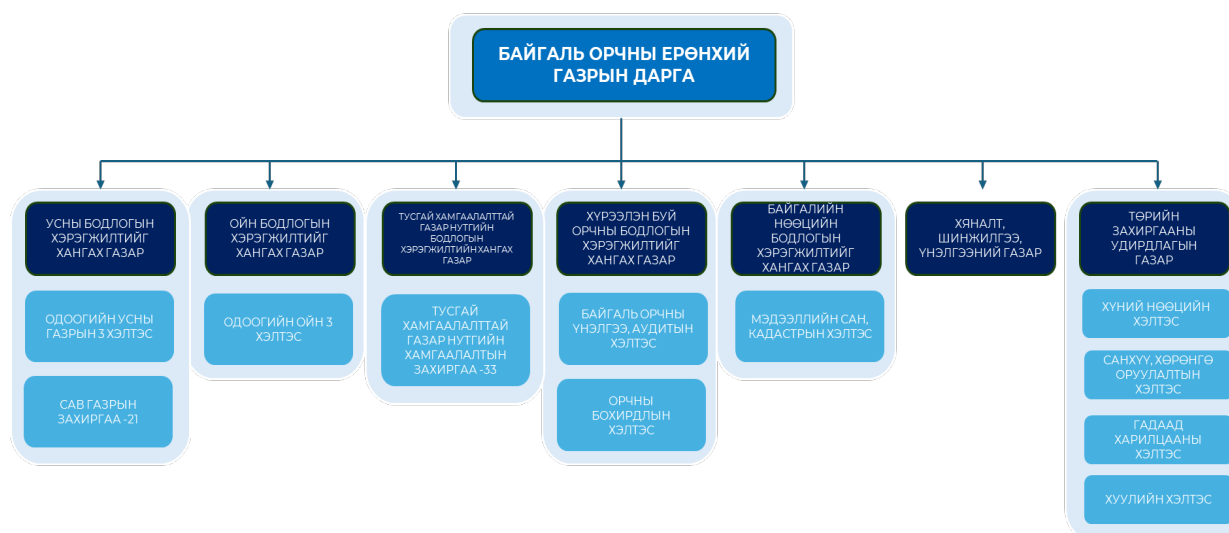 БАЙГАЛЬ ОРЧНЫ ЕРӨНХИЙ
ГАЗРЫН ДАРГА
УСНЫ БОДЛОГЫН
ХЭРЭГЖИЛТИЙГ
ХАНГАХ ГАЗАР
ОДООГИЙН УСНЫ
ГАЗРЫН 3 ХЭЛТЭС
САВ ГАЗРЫН
ЗАХИРГАА -21
ОЙН БОДЛОГЫН
ХЭРЭГЖИЛТИЙГ
ХАНГАХ ГАЗАР
ОДООГИЙН ОЙН 3
ХЭЛТЭС
ТУСГАЙ ХАМГААЛАЛТТАЙ
ГАЗАР НУТГИЙН
БОДЛОГЫН
ХЭРЭГЖИЛТИЙН ХАНГАХ
ГАЗАР
ТУСГАЙ
ХАМГААЛАЛТТАЙ
ГАЗАР НУТГИЙН
ХАМГААЛАЛТЫН
ЗАХИРГАА -33
ХҮРЭЭЛЭН БУЙ
ОРЧНЫ БОДЛОГЫН
ХЭРЭГЖИЛТИЙГ
ХАНГАХ ГАЗАР
БАЙГАЛЬ ОРЧНЫ
ҮНЭЛГЭЭ, АУДИТЫН
ХЭЛТЭС
ОРЧНЫ
БОХИРДЛЫН
ХЭЛТЭС
БАЙГАЛИЙН
НӨӨЦИЙН
БОДЛОГЫН
ХЭРЭГЖИЛТИЙГ
ХАНГАХ ГАЗАР
МЭДЭЭЛЛИЙН САН,
КАДАСТРЫН ХЭЛТЭС
ХЯНАЛТ,
ШИНЖИЛГЭЭ,
ҮНЭЛГЭЭНИЙ ГАЗАР
ТӨРИЙН
ЗАХИРГААНЫ
УДИРДЛАГЫН
ГАЗАР
ХҮНИЙ НӨӨЦИЙН
ХЭЛТЭС
САНХҮҮ, ХӨРӨНГӨ
ОРУУЛАЛТЫН
ХЭЛТЭС
ГАДААД
ХАРИЛЦААНЫ
ХЭЛТЭС
ХУУЛИЙН ХЭЛТЭС